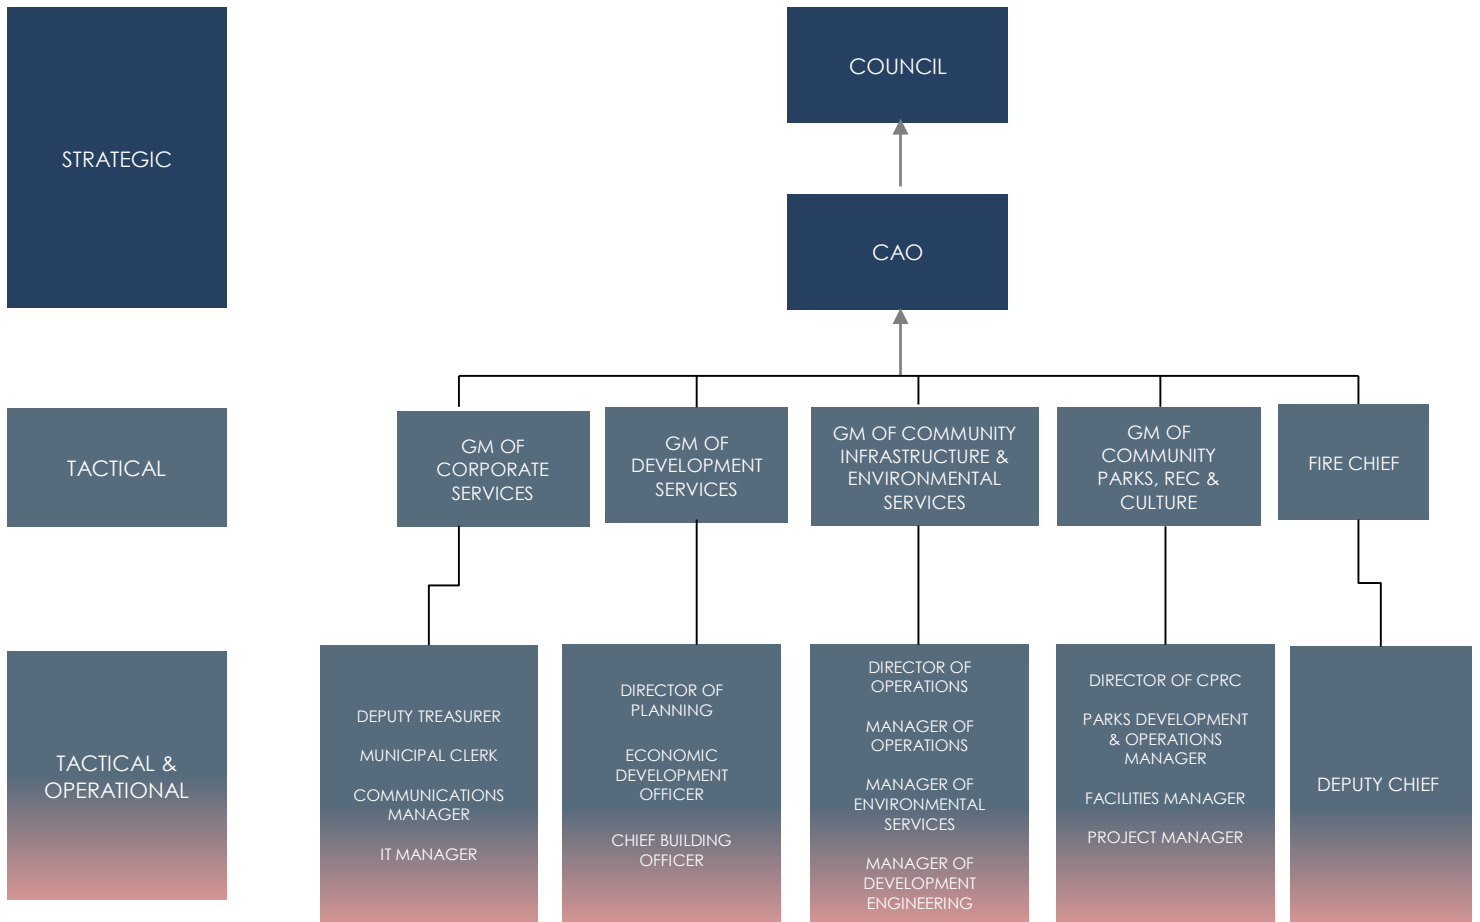 STRATEGIC
COUNCIL
CAO
TACTICAL
GM OF
CORPORATE
SERVICES
GM OF
DEVELOPMENT
SERVICES
GM OF COMMUNITY
INFRASTRUCTURE &
ENVIRONMENTAL
SERVICES
GM OF
COMMUNITY
PARKS, REC &
CULTURE
FIRE CHIEF
TACTICAL &
OPERATIONAL
DEPUTY TREASURER
MUNICIPAL CLERK
COMMUNICATIONS
MANAGER
IT MANAGER
DIRECTOR OF
PLANNING
ECONOMIC
DEVELOPMENT
OFFICER
CHIEF BUILDING
OFFICER
DIRECTOR OF
OPERATIONS
MANAGER OF
OPERATIONS
MANAGER OF
ENVIRONMENTAL
SERVICES
MANAGER OF
DEVELOPMENT
ENGINEERING
DIRECTOR OF CPRC
PARKS DEVELOPMENT
& OPERATIONS
MANAGER
FACILITIES MANAGER
PROJECT MANAGER
DEPUTY CHIEF